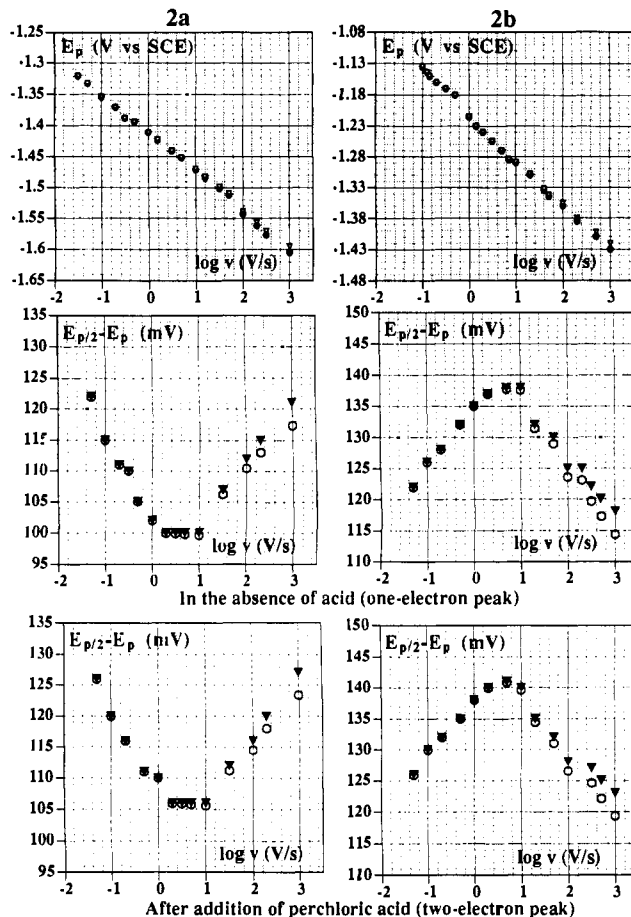 2a
2b
-1.25
-1.3
-1.35
-1.4
-1.45
-1.5
-1.55
-1.6
-1.65
Ep (V vs SCE)
log v (V/s)
-2 -1 0 1 2 3
-1.08
-1.13
-1.18
-1.23
-1.28
-1.33
-1.38
-1.43
-1.48
Ep (V vs SCE)
log v (V/s)
-2 -1 0 1 2 3
135
130
125
120
115
110
105
100
95
Ep/2-Ep (mV)
log v (V/s)
-2 -1 0 1 2 3
150
145
140
135
130
125
120
115
110
Ep/2-Ep (mV)
log v (V/s)
-2 -1 0 1 2 3
In the absence of acid (one-electron peak)
135
130
125
120
115
110
105
100
95
Ep/2-Ep (mV)
log v (V/s)
-2 -1 0 1 2 3
150
145
140
135
130
125
120
115
110
Ep/2-Ep (mV)
log v (V/s)
-2 -1 0 1 2 3
After addition of perchloric acid (two-electron peak)